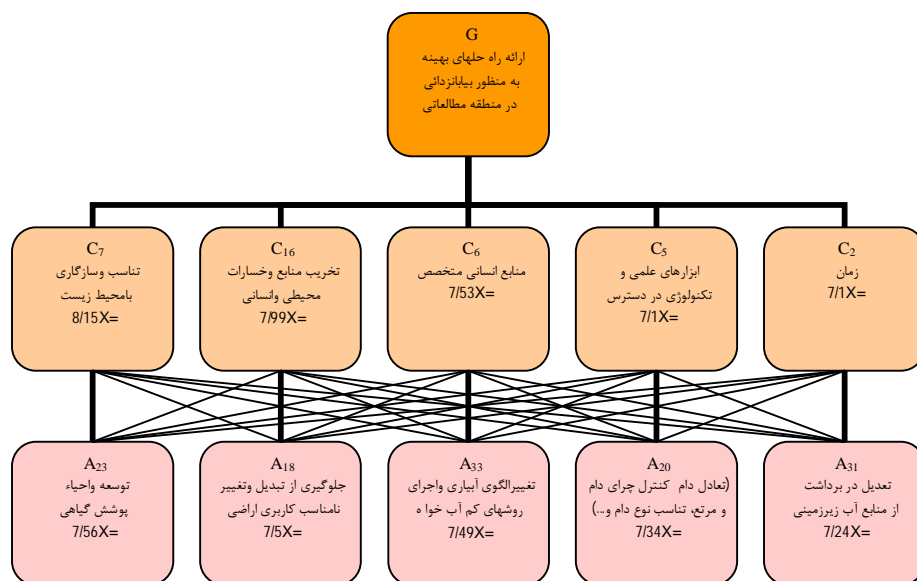 G
ارائه راه حلهای بهینه
به منظور بیابانزدائی
در منطقه مطالعاتی
C2
زمان
7/1X=
C5
ابزارهای علمی و
تکنولوژی در دسترس
7/1X=
C6
منابع انسانی متخصص
7/53X=
C16
تخریب منابع وخسارات
محیطی وانسانی
7/99X=
C7
تناسب وسازگاری
بامحیط زیست
8/15X=
A31
تعدیل در برداشت
از منابع آب زیرزمینی
7/24X=
A20
(تعادل دام کنترل چرای دام
و مرتع، تناسب نوع دام و...)
7/34X=
A33
تغییرالگوی آبیاری واجرای
روشهای کم آب خوا ه
7/49X=
A18
جلوگیری از تبدیل وتغییر
نامناسب کاربری اراضی
7/5X=
A23
توسعه واحیاء
پوشش گیاهی
7/56X=